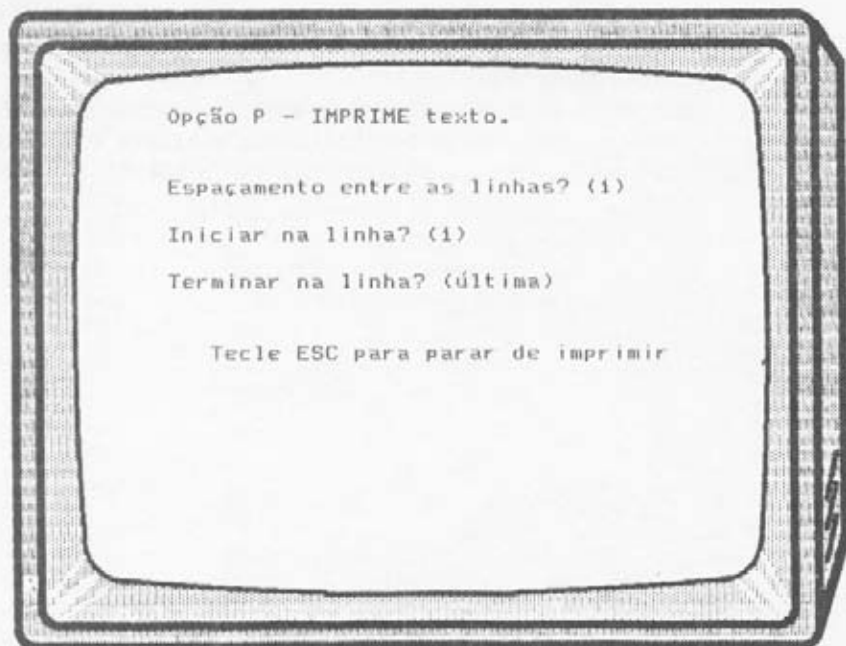 Opção P - IMPRIME texto.
Espaçamento entre as linhas? (1)
Iniciar na linha? (1)
Terminar na linha? (última)
Tecle ESC para parar de imprimir